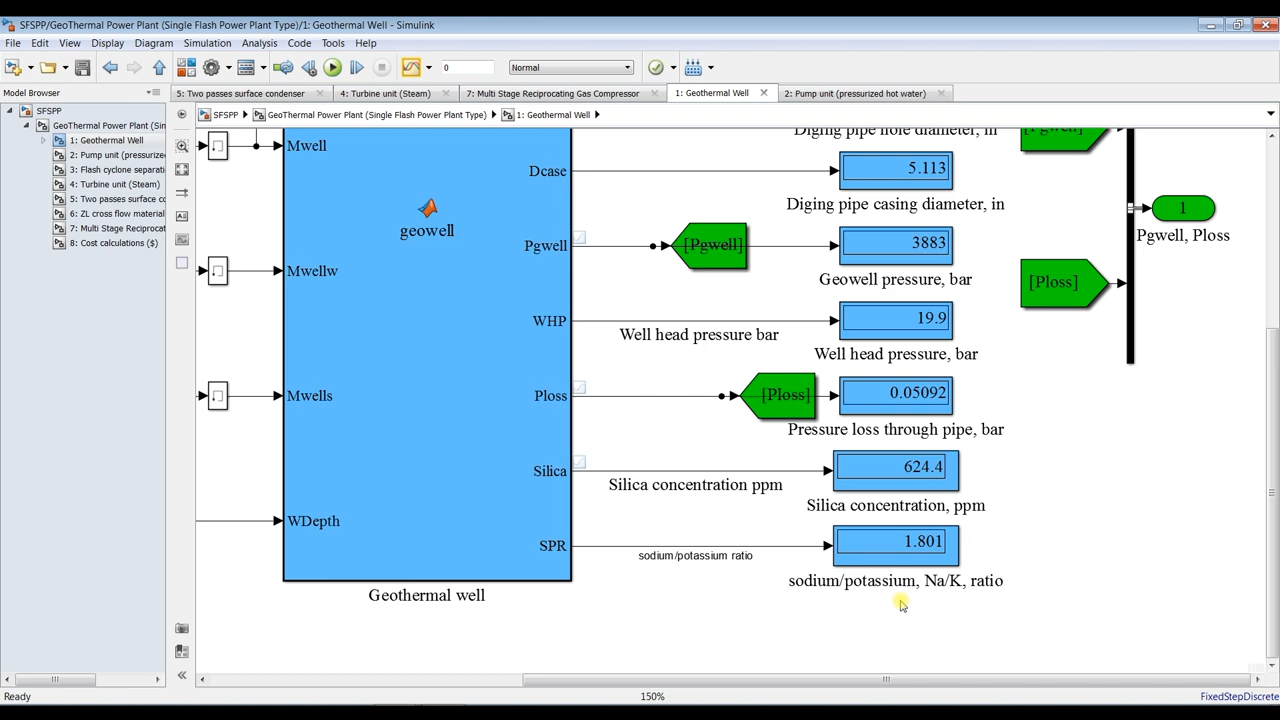 SFSPP/GeoThermal Power Plant (Single Flash Power Plant Type)/1: Geothermal Well - Simulink
File Edit View Display Diagram Simulation Analysis Code Tools Help
0 Normal
Model Browser
5: Two passes surface condenser 4: Turbine unit (Steam) 7: Multi Stage Reciprocating Gas Compressor 1: Geothermal Well 2: Pump unit (pressurized hot water)
SFSPP
GeoThermal Power Plant (Sin
1: Geothermal Well
2: Pump unit (pressurize
3: Flash cyclone separati
4: Turbine unit (Steam)
5: Two passes surface co
6: ZL cross flow material
7: Multi Stage Reciprocat
8: Cost calculations ($)
SFSPP GeoThermal Power Plant (Single Flash Power Plant Type) 1: Geothermal Well
Diging pipe hole diameter, in
[Pgwell]
Mwell
Dcase
5.113
Diging pipe casing diameter, in
geowell
1
Pgwell, Ploss
Pgwell
[Pgwell]
3883
Geowell pressure, bar
Mwellw
[Ploss]
WHP
Well head pressure bar
19.9
Well head pressure, bar
Mwells
Ploss
[Ploss]
0.05092
Pressure loss through pipe, bar
Silica
Silica concentration ppm
624.4
Silica concentration, ppm
WDepth
SPR
sodium/potassium ratio
1.801
sodium/potassium, Na/K, ratio
Geothermal well
Ready 150% FixedStepDiscrete